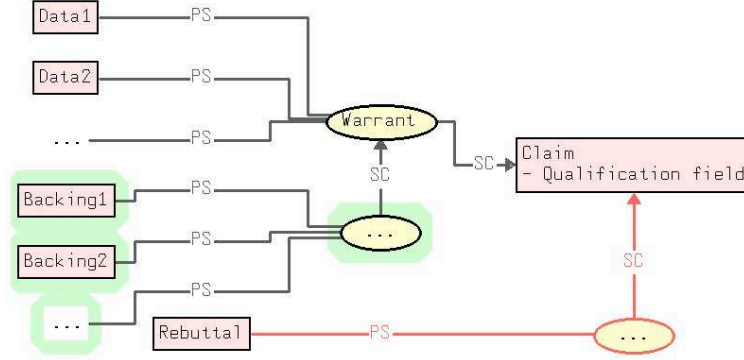 Data1
PS
Data2
PS
Warrant
...
PS
SC
Claim
- Qualification field
SC
Backing1
PS
...
Backing2
PS
SC
...
PS
Rebuttal
PS
...